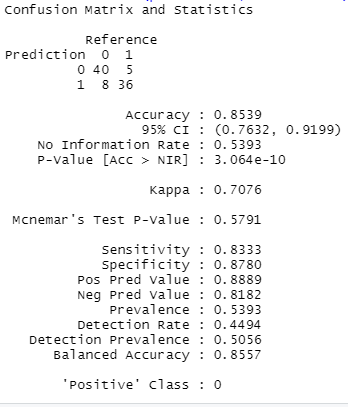 Confusion Matrix and Statistics
Reference
Prediction 0 1
0 40 5
1 8 36
Accuracy : 0.8539
95% CI : (0.7632, 0.9199)
No Information Rate : 0.5393
P-Value [Acc > NIR] : 3.064e-10
Kappa : 0.7076
Mcnemar's Test P-Value : 0.5791
Sensitivity : 0.8333
Specificity : 0.8780
Pos Pred Value : 0.8889
Neg Pred Value : 0.8182
Prevalence : 0.5393
Detection Rate : 0.4494
Detection Prevalence : 0.5056
Balanced Accuracy : 0.8557
'Positive' Class : 0